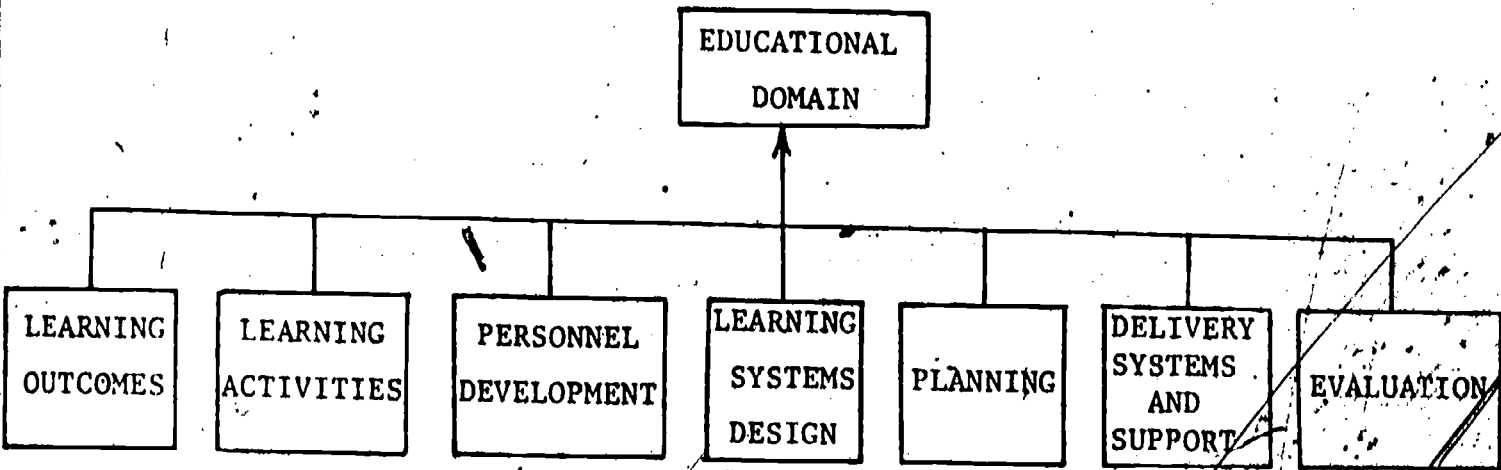 EDUCATIONAL
DOMAIN
LEARNING
OUTCOMES
LEARNING
ACTIVITIES
PERSONNEL
DEVELOPMENT
LEARNING
SYSTEMS
DESIGN
PLANNING
DELIVERY
SYSTEMS
AND
SUPPORT
EVALUATION